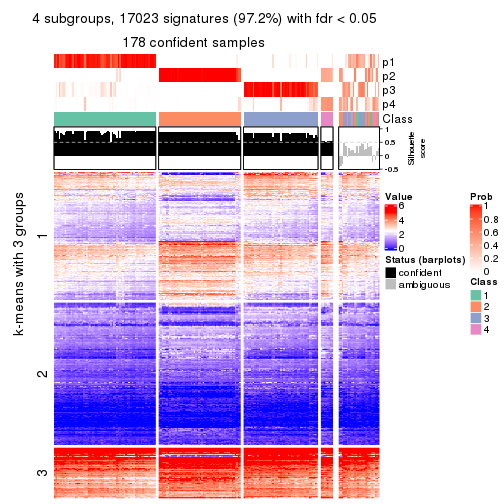 4 subgroups, 17023 signatures (97.2%) with fdr < 0.05
178 confident samples
p1
p2
p3
p4
Class
1
0.5
0
-0.5
Silhouette
score
k-means with 3 groups
1
2
3
Value
6
4
2
0
Status (barplots)
confident
ambiguous
Prob
1
0.8
0.6
0.4
0.2
0
Class
1
2
3
4